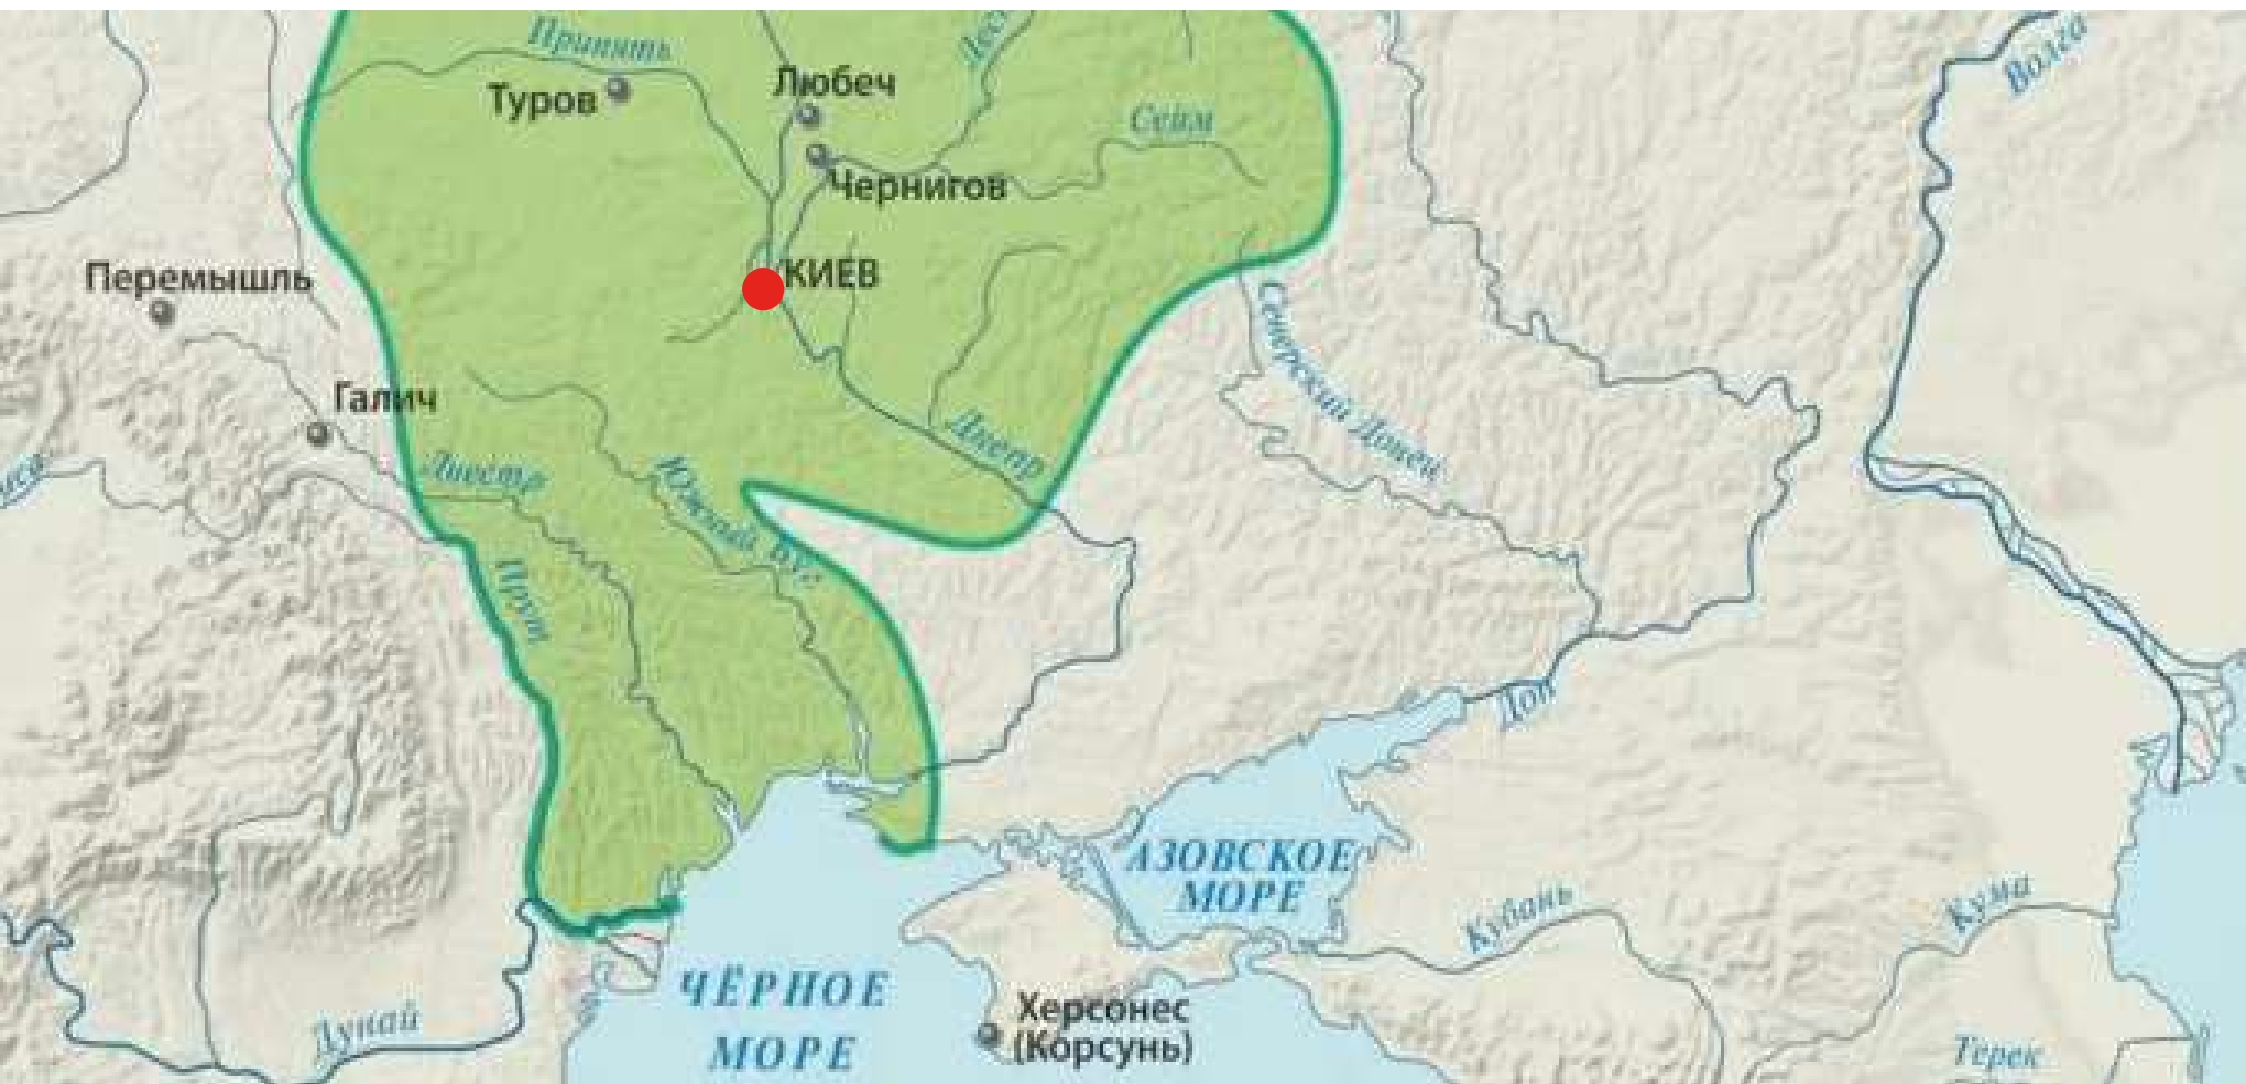 Припять
Волга
Любеч
Туров
Сейм
Чернигов
КИЕВ
Перемышль
Северский Донец
Галич
Днепр
Днестр
Южный Буг
Прут
Дон
АЗОВСКОЕ
МОРЕ
Кубань
Кума
ЧЁРНОЕ
МОРЕ
Херсонес
(Корсунь)
Дунай
Терек